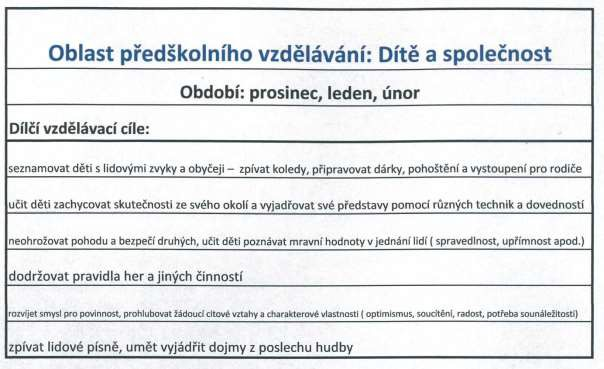 Oblast předškolního vzdělávání: Dítě a společnost
Období: prosinec, leden, únor
Dílčí vzdělávací cíle:
seznamovat děti s lidovými zvyky a obyčeji – zpívat koledy, připravovat dárky, pohoštění a vystoupení pro rodiče
učit děti zachycovat skutečnosti ze svého okolí a vyjadřovat své představy pomocí různých technik a dovedností
neohrožovat pohodu a bezpečí druhých, učit děti poznávat mravní hodnoty v jednání lidí ( spravedlnost, upřímnost apod.)
dodržovat pravidla her a jiných činností
rozvíjet smysl pro povinnost, prohlubovat žádoucí citové vztahy a charakterové vlastnosti ( optimismus, soucítění, radost, potřeba sounáležitosti)
zpívat lidové písně, umět vyjádřit dojmy z poslechu hudby